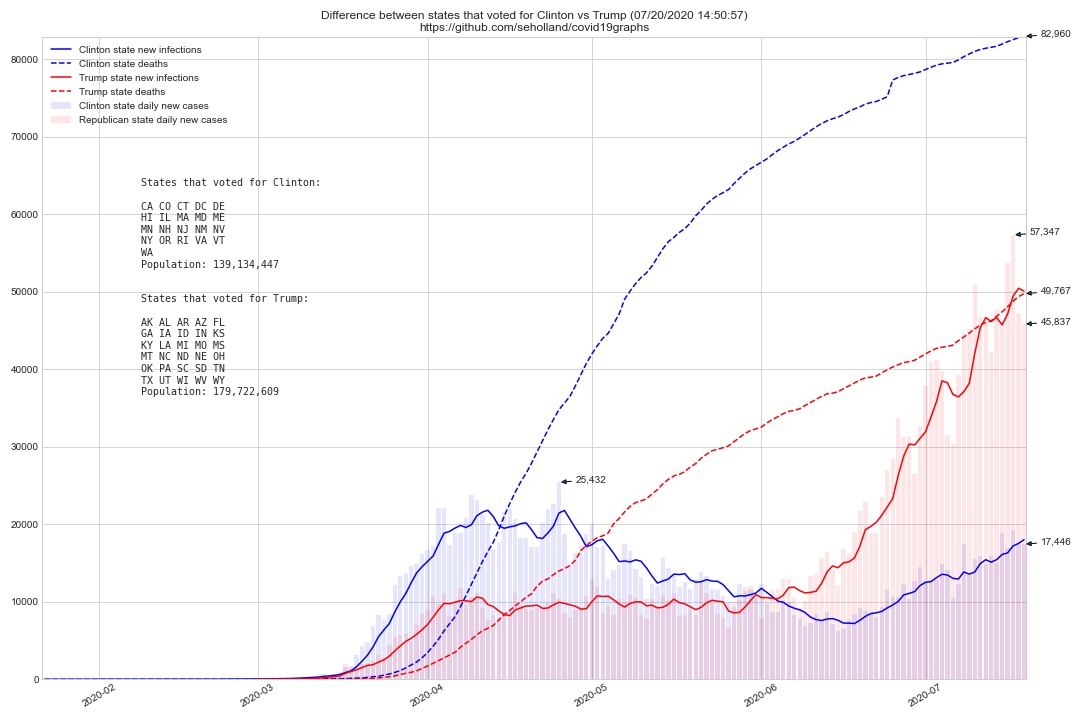 Difference between states that voted for Clinton vs Trump (07/20/2020 14:50:57)
https://github.com/seholland/covid19graphs
Clinton state new infections
Clinton state deaths
Trump state new infections
Trump state deaths
Clinton state daily new cases
Republican state daily new cases
States that voted for Clinton:
CA CO CT DC DE
HI IL MA MD ME
MN NH NJ NM NV
NY OR RI VA VT
WA
Population: 139,134,447
States that voted for Trump:
AK AL AR AZ FL
GA IA ID IN KS
KY LA MI MO MS
MT NC ND NE OH
OK PA SC SD TN
TX UT WI WV WY
Population: 179,722,609
80000
70000
60000
50000
40000
30000
20000
10000
0
82,960
57,347
49,767
45,837
25,432
17,446
2020-02
2020-03
2020-04
2020-05
2020-06
2020-07